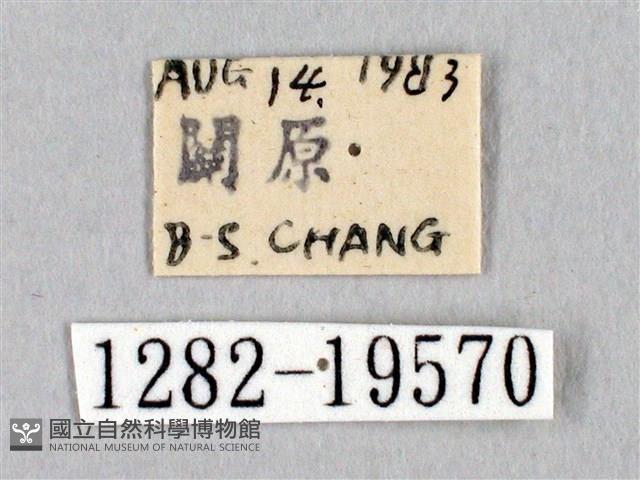 AUG 14. 1983
關原
B-S. CHANG
1282-19570
國立自然科學博物館
NATIONAL MUSEUM OF NATURAL SCIENCE